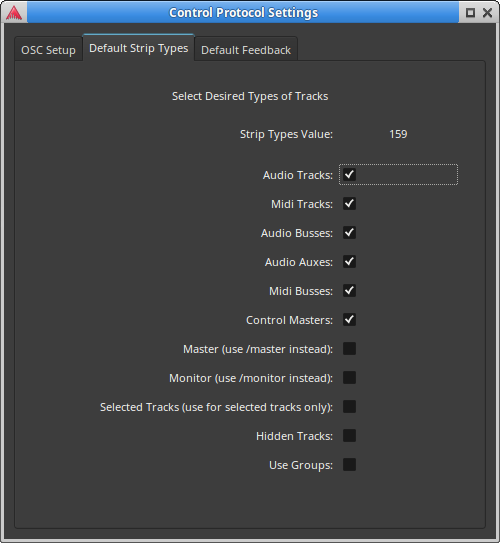 Control Protocol Settings
OSC Setup Default Strip Types Default Feedback
Select Desired Types of Tracks
Strip Types Value: 159
Audio Tracks:
Midi Tracks:
Audio Busses:
Audio Auxes:
Midi Busses:
Control Masters:
Master (use /master instead):
Monitor (use /monitor instead):
Selected Tracks (use for selected tracks only):
Hidden Tracks:
Use Groups: